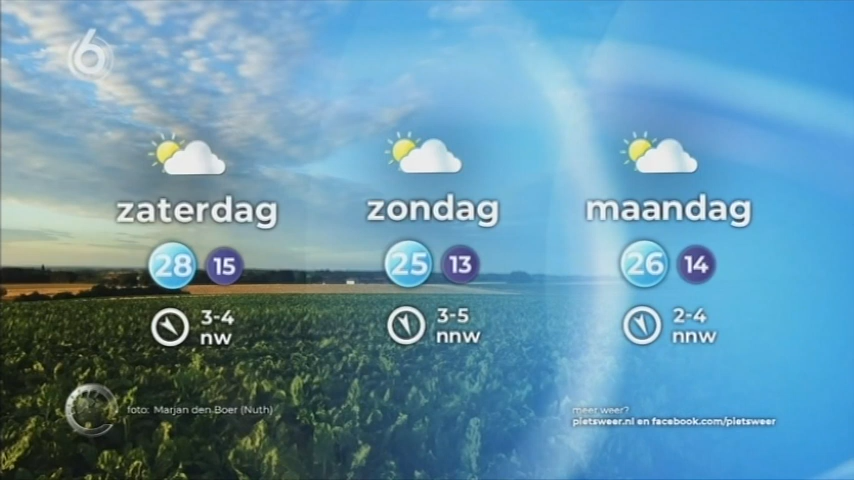 6
zaterdag
zondag
maandag
28 15
25 13
26 14
3-4
nw
3-5
nnw
2-4
nnw
foto: Marjan den Boer (Nuth)
meer weer?
pietsweer.nl en facebook.com/pietsweer